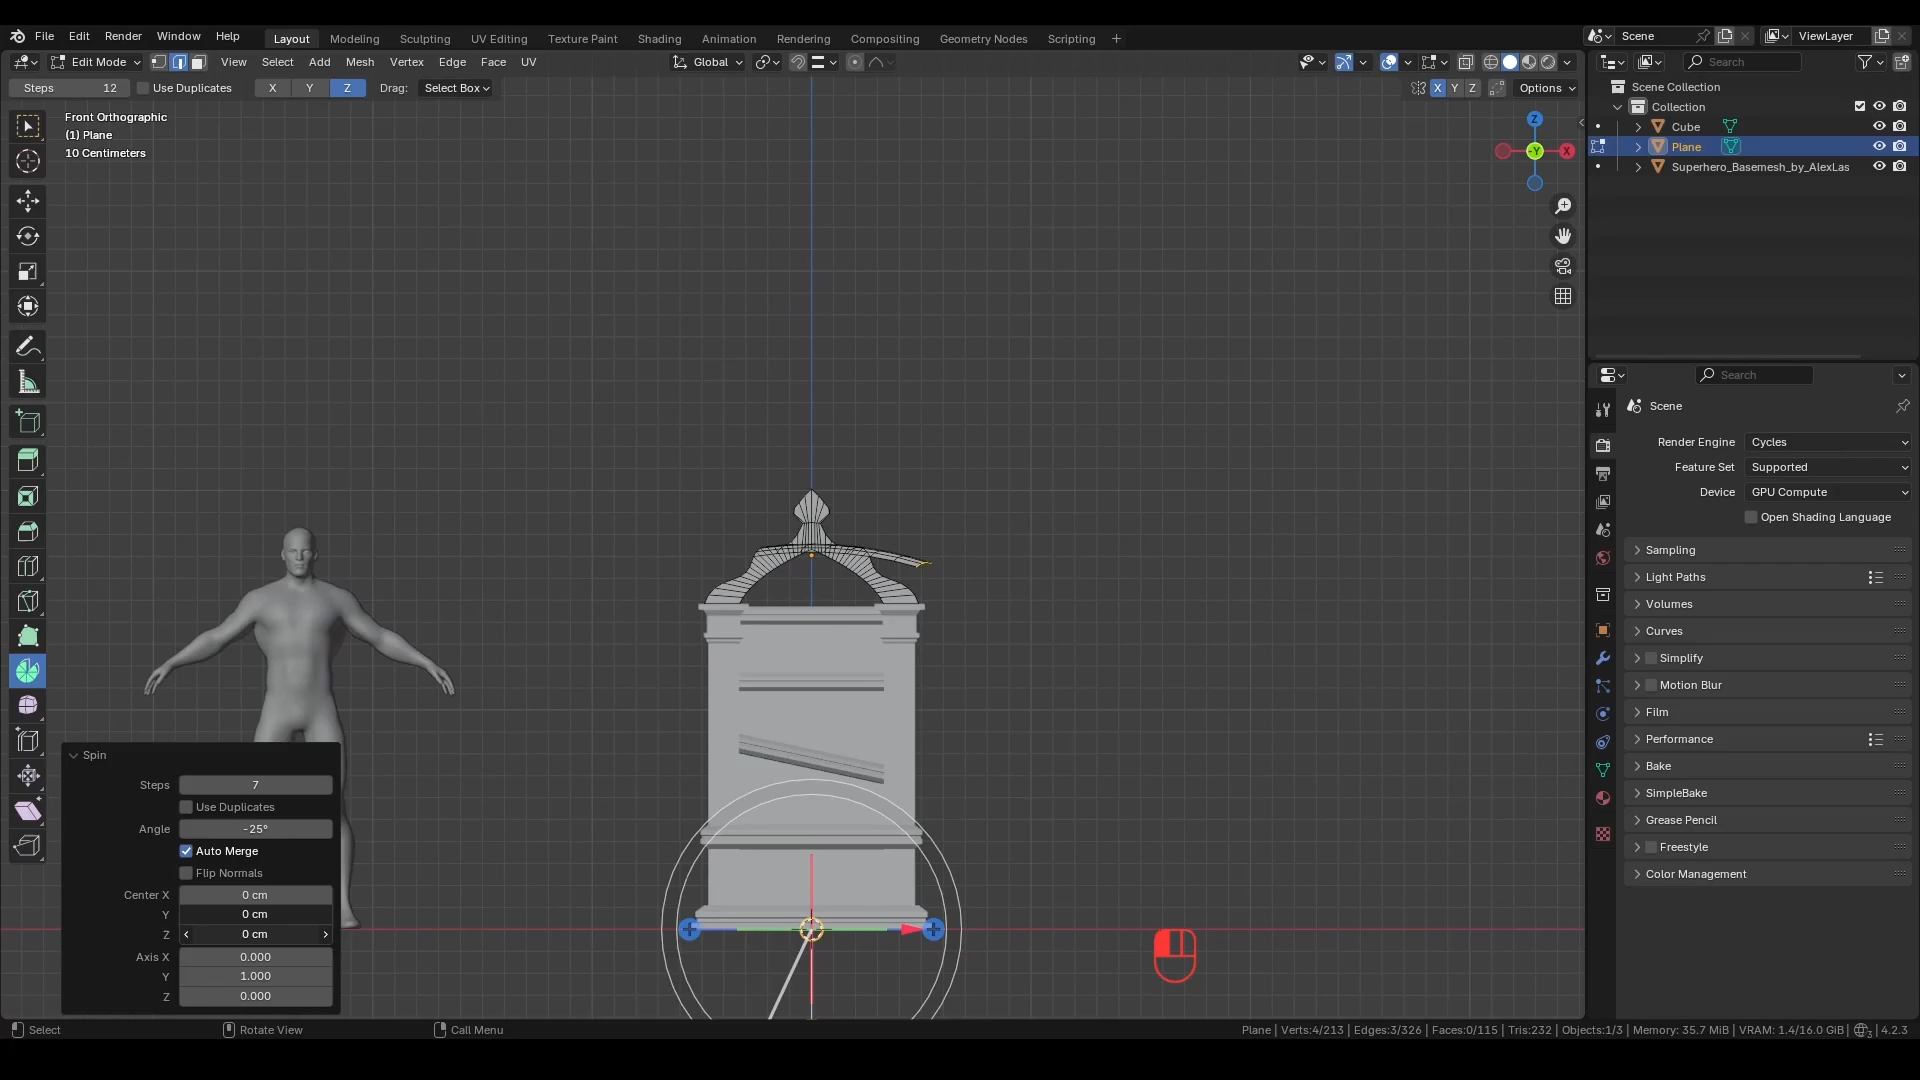 File Edit Render Window Help Layout Modeling Sculpting UV Editing Texture Paint Shading Animation Rendering Compositing Geometry Nodes Scripting + Scene ViewLayer
Edit Mode View Select Add Mesh Vertex Edge Face UV Global Search
Steps 12 Use Duplicates X Y Z Drag: Select Box X Y Z Options
Front Orthographic
(1) Plane
10 Centimeters
Z
-Y
X
Scene Collection
Collection
Cube
Plane
Superhero_Basemesh_by_AlexLas
Search
Scene
Render Engine Cycles
Feature Set Supported
Device GPU Compute
Open Shading Language
Sampling
Light Paths
Volumes
Curves
Simplify
Motion Blur
Film
Performance
Bake
SimpleBake
Grease Pencil
Freestyle
Color Management
Spin
Steps 7
Use Duplicates
Angle -25°
Auto Merge
Flip Normals
Center X 0 cm
Y 0 cm
Z 0 cm
Axis X 0.000
Y 1.000
Z 0.000
Select Rotate View Call Menu Plane | Verts:4/213 | Edges:3/326 | Faces:0/115 | Tris:232 | Objects:1/3 | Memory: 35.7 MiB | VRAM: 1.4/16.0 GiB | 3 | 4.2.3